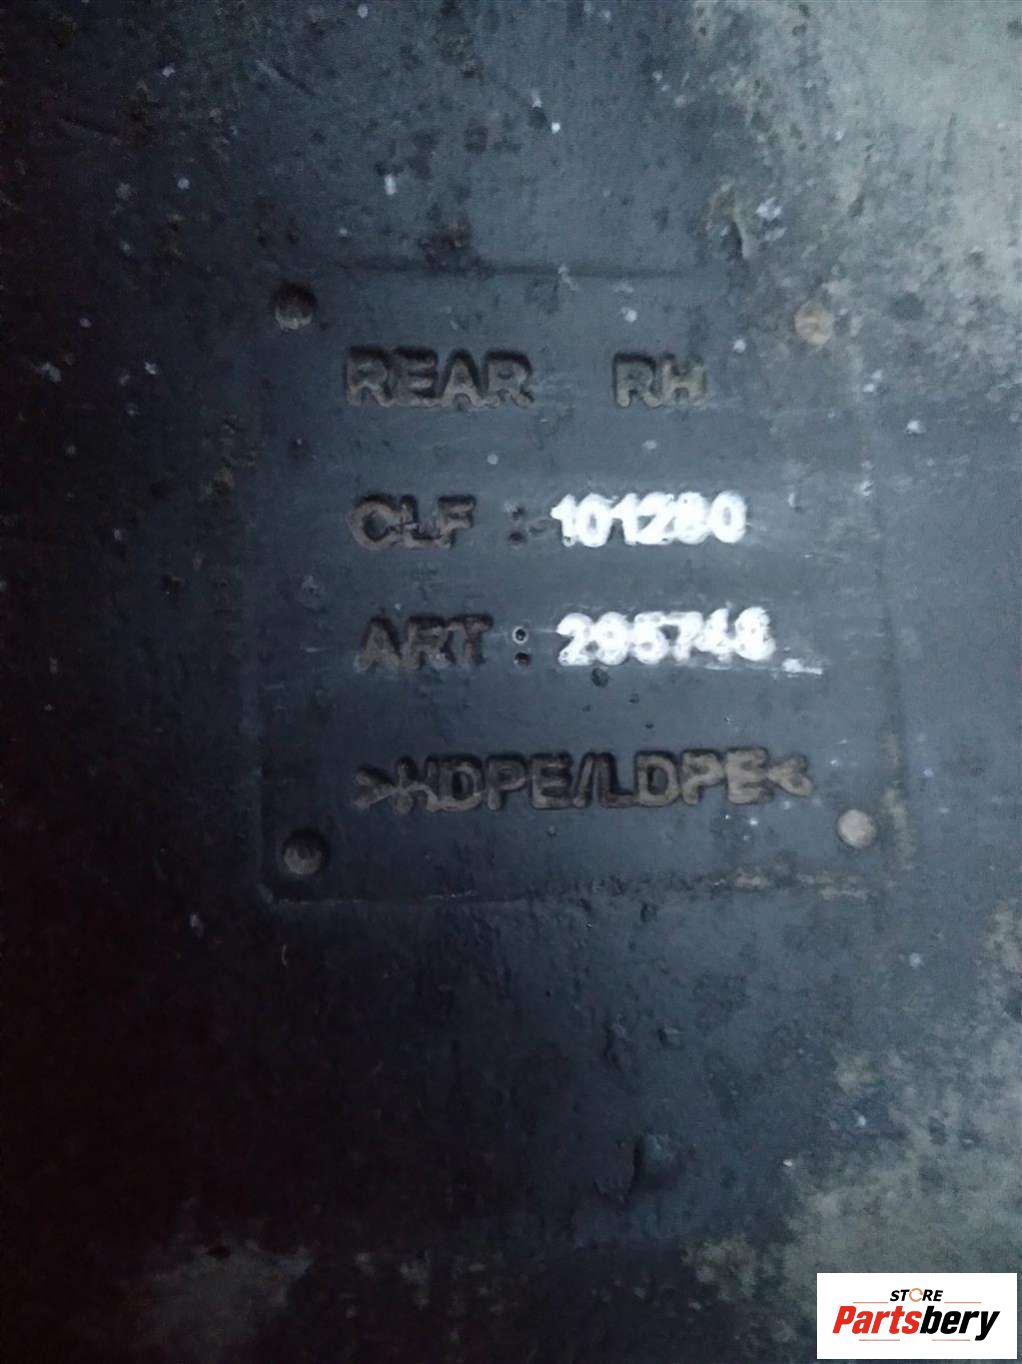 REAR RH
CLF : 101280
ART : 295748
>HDPE/LDPE<
STORE
Partsbery